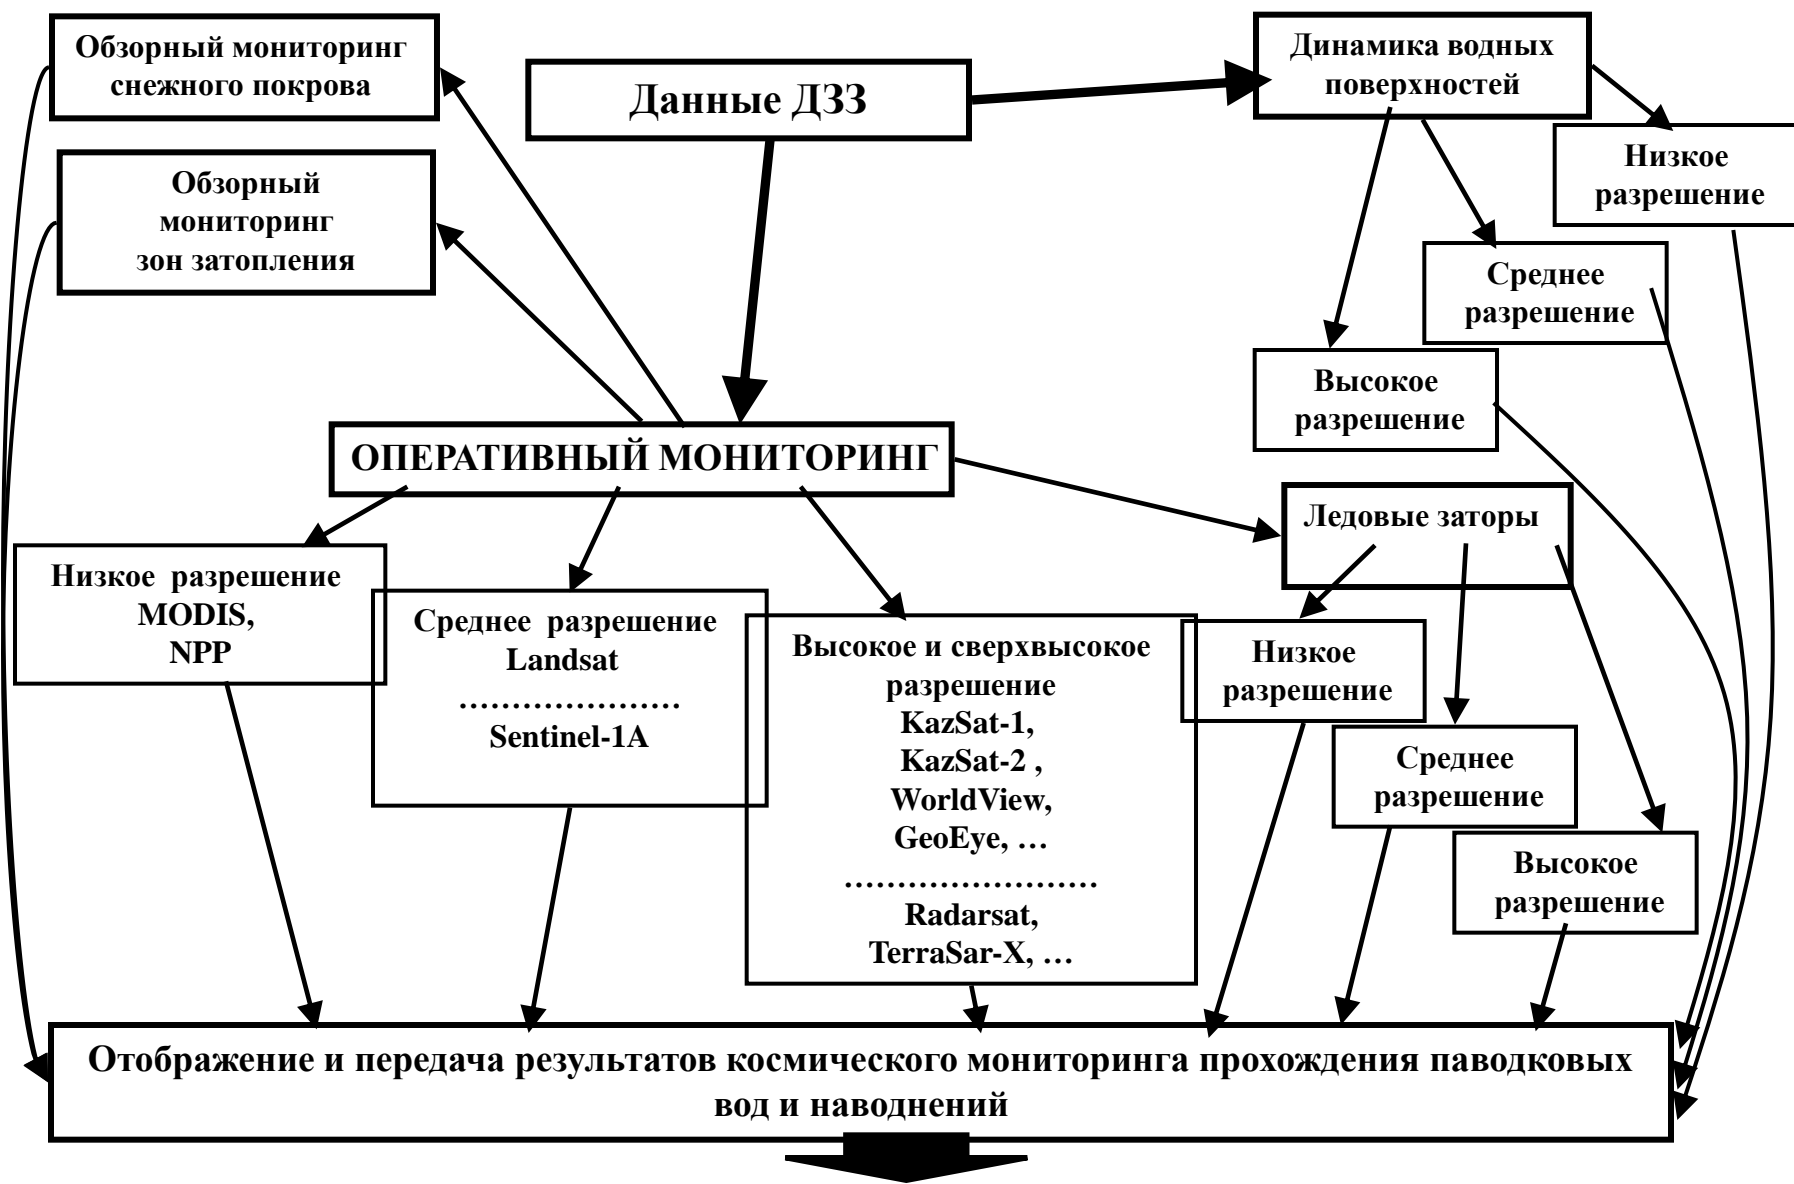 Обзорный мониторинг
снежного покрова
Данные ДЗЗ
Динамика водных
поверхностей
Низкое
разрешение
Обзорный
мониторинг
зон затопления
Среднее
разрешение
Высокое
разрешение
ОПЕРАТИВНЫЙ МОНИТОРИНГ
Ледовые заторы
Низкое разрешение
MODIS,
NPP
Среднее разрешение
Landsat
…………………
Sentinel-1A
Высокое и сверхвысокое
разрешение
KazSat-1,
KazSat-2 ,
WorldView,
GeoEye, …
……………………
Radarsat,
TerraSar-X, …
Низкое
разрешение
Среднее
разрешение
Высокое
разрешение
Отображение и передача результатов космического мониторинга прохождения паводковых
вод и наводнений